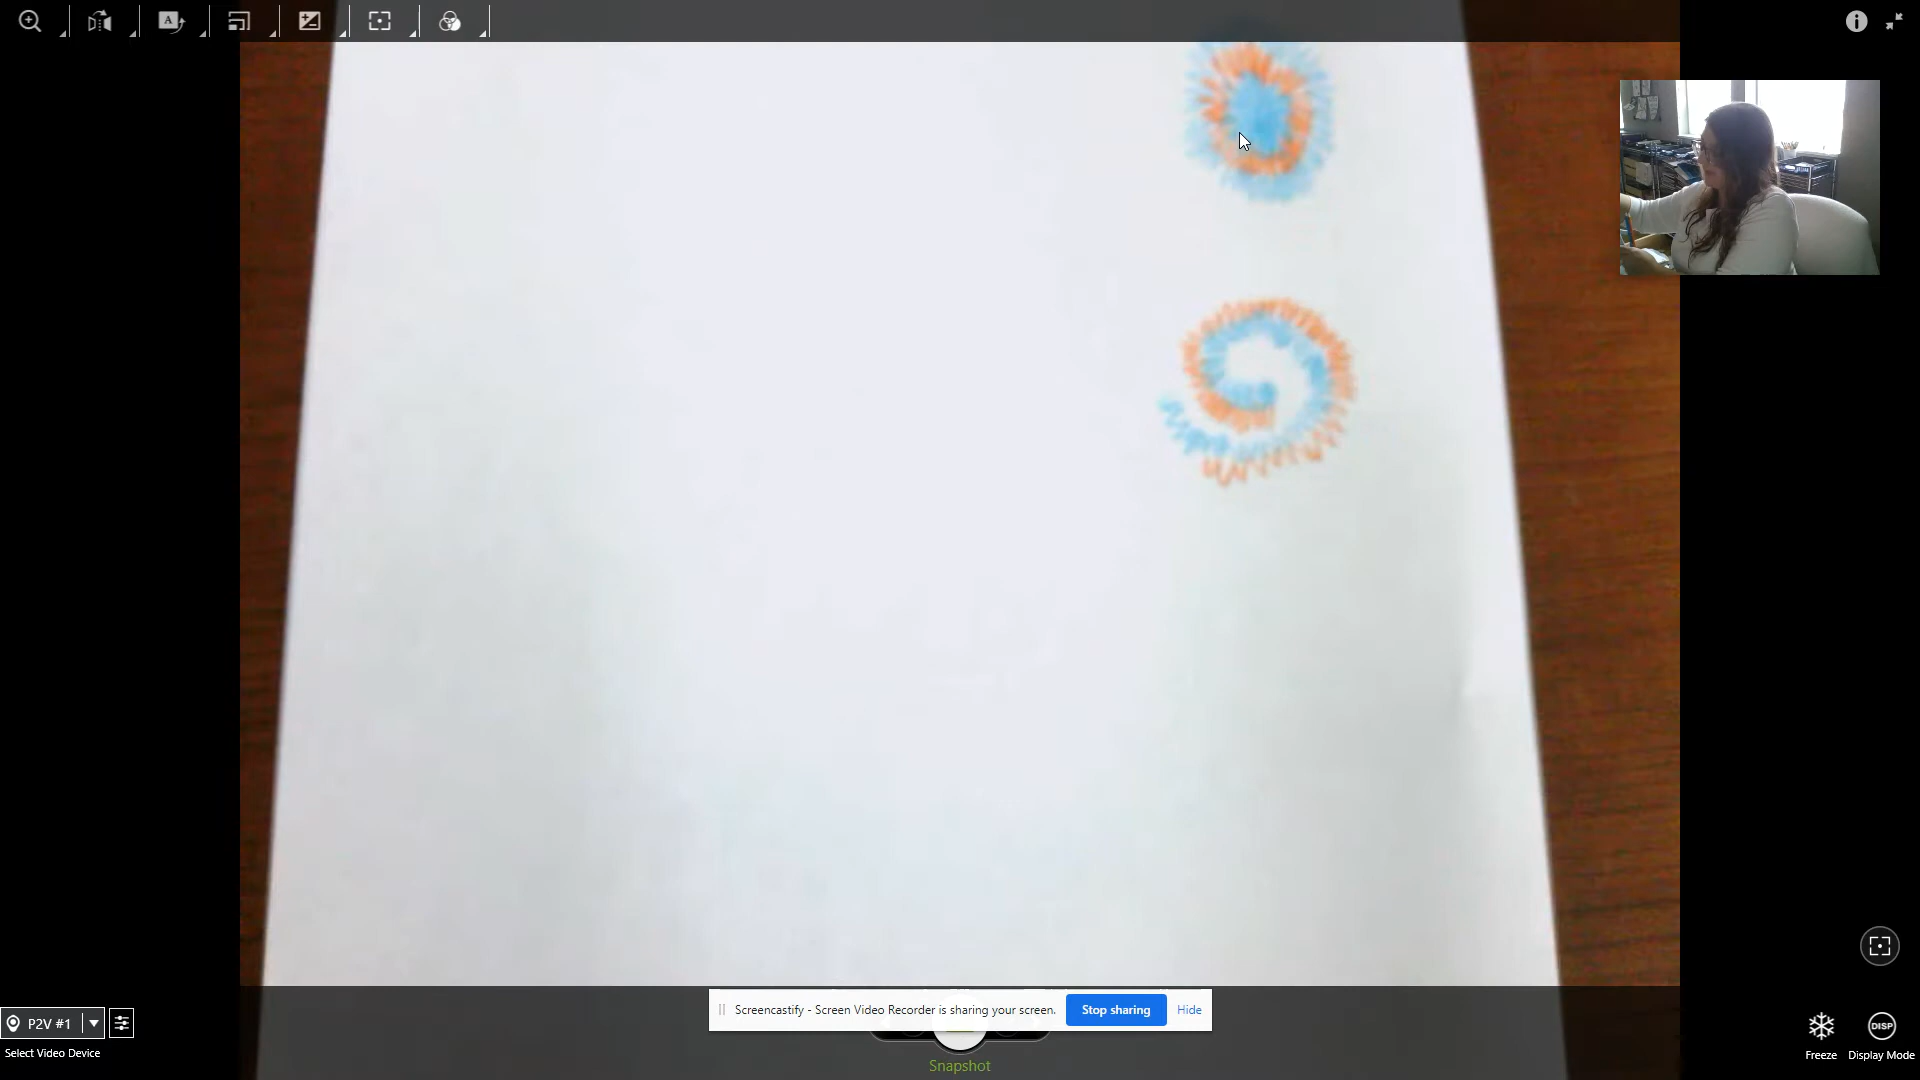 A
P2V #1
Select Video Device
Screencastify - Screen Video Recorder is sharing your screen.
Stop sharing
Hide
Snapshot
Freeze
DISP
Display Mode